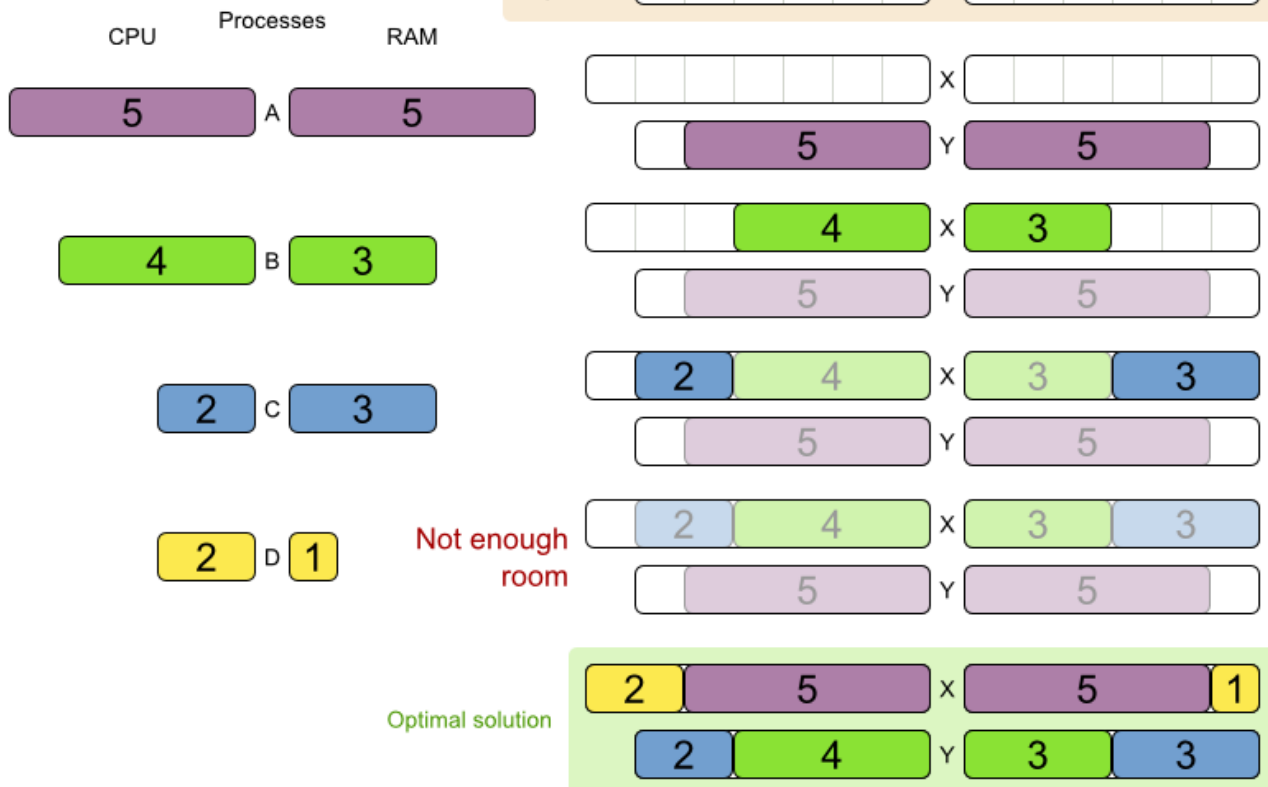 Processes
CPU RAM
5 A 5
4 B 3
2 C 3
2 D 1
X
5 Y 5
4 X 3
5 Y 5
2 4 X 3 3
5 Y 5
Not enough
room
2 4 X 3 3
5 Y 5
Optimal solution
2 5 X 5 1
2 4 Y 3 3